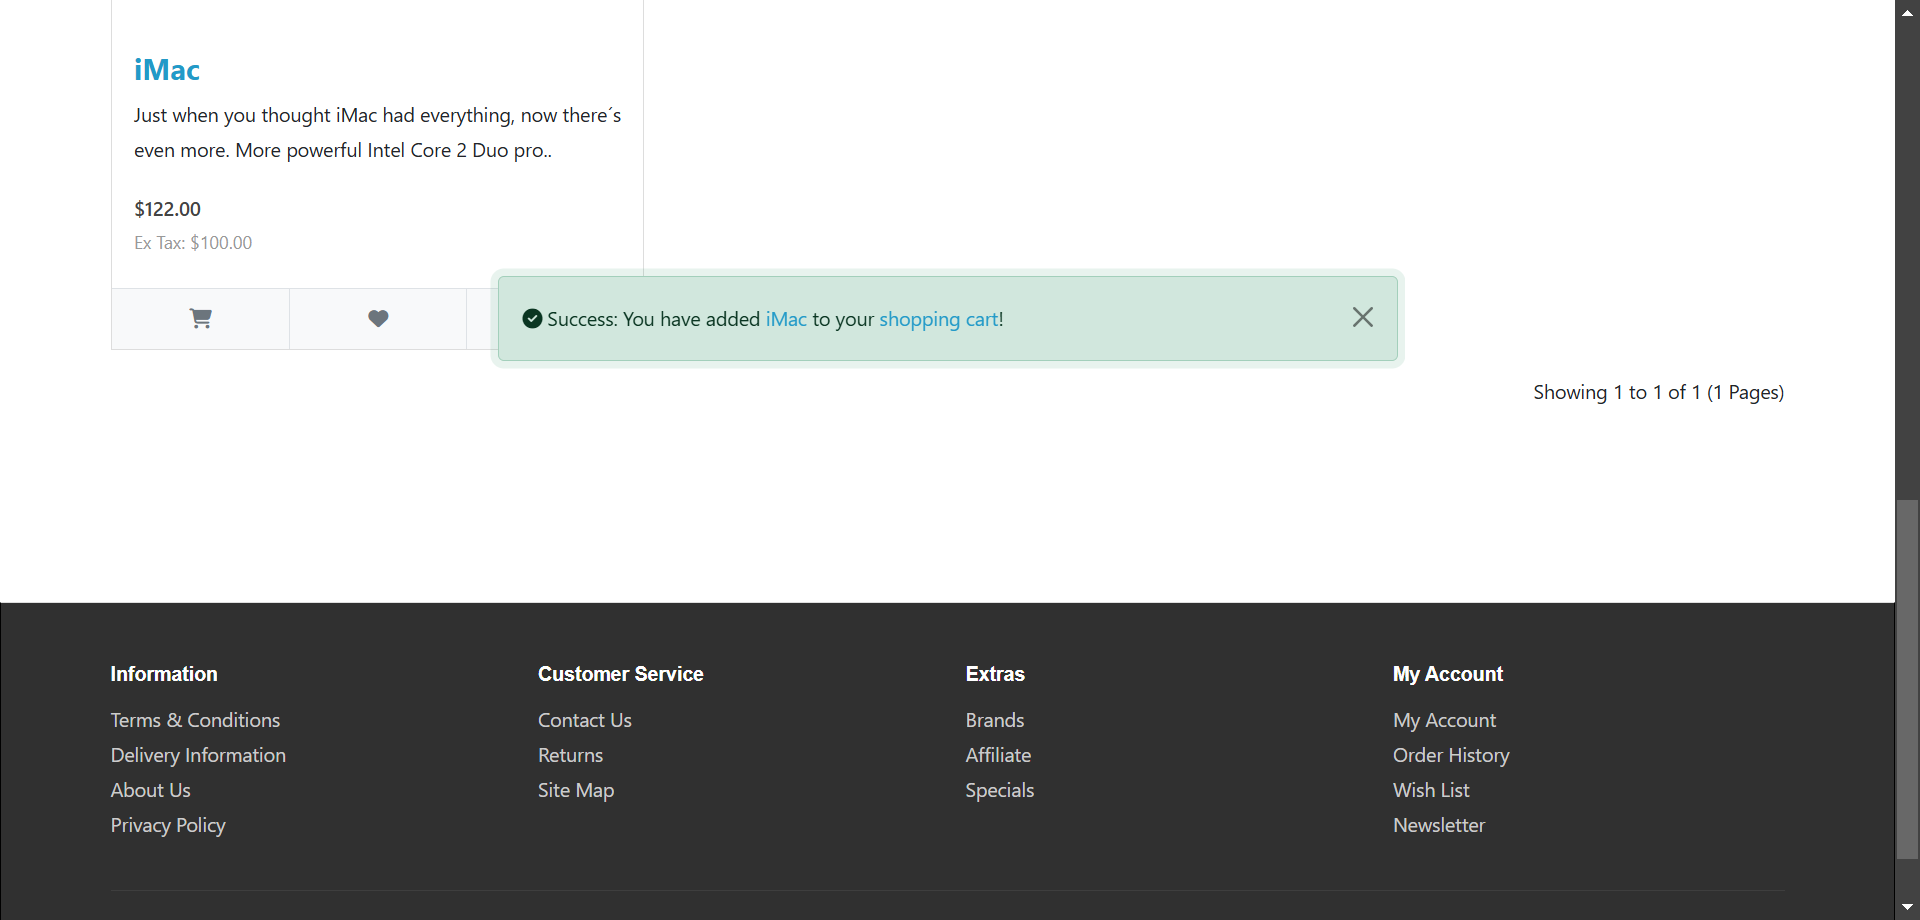 iMac
Just when you thought iMac had everything, now there´s
even more. More powerful Intel Core 2 Duo pro..
$122.00
Ex Tax: $100.00
Success: You have added iMac to your shopping cart!
Showing 1 to 1 of 1 (1 Pages)
Information
Terms & Conditions
Delivery Information
About Us
Privacy Policy
Customer Service
Contact Us
Returns
Site Map
Extras
Brands
Affiliate
Specials
My Account
My Account
Order History
Wish List
Newsletter